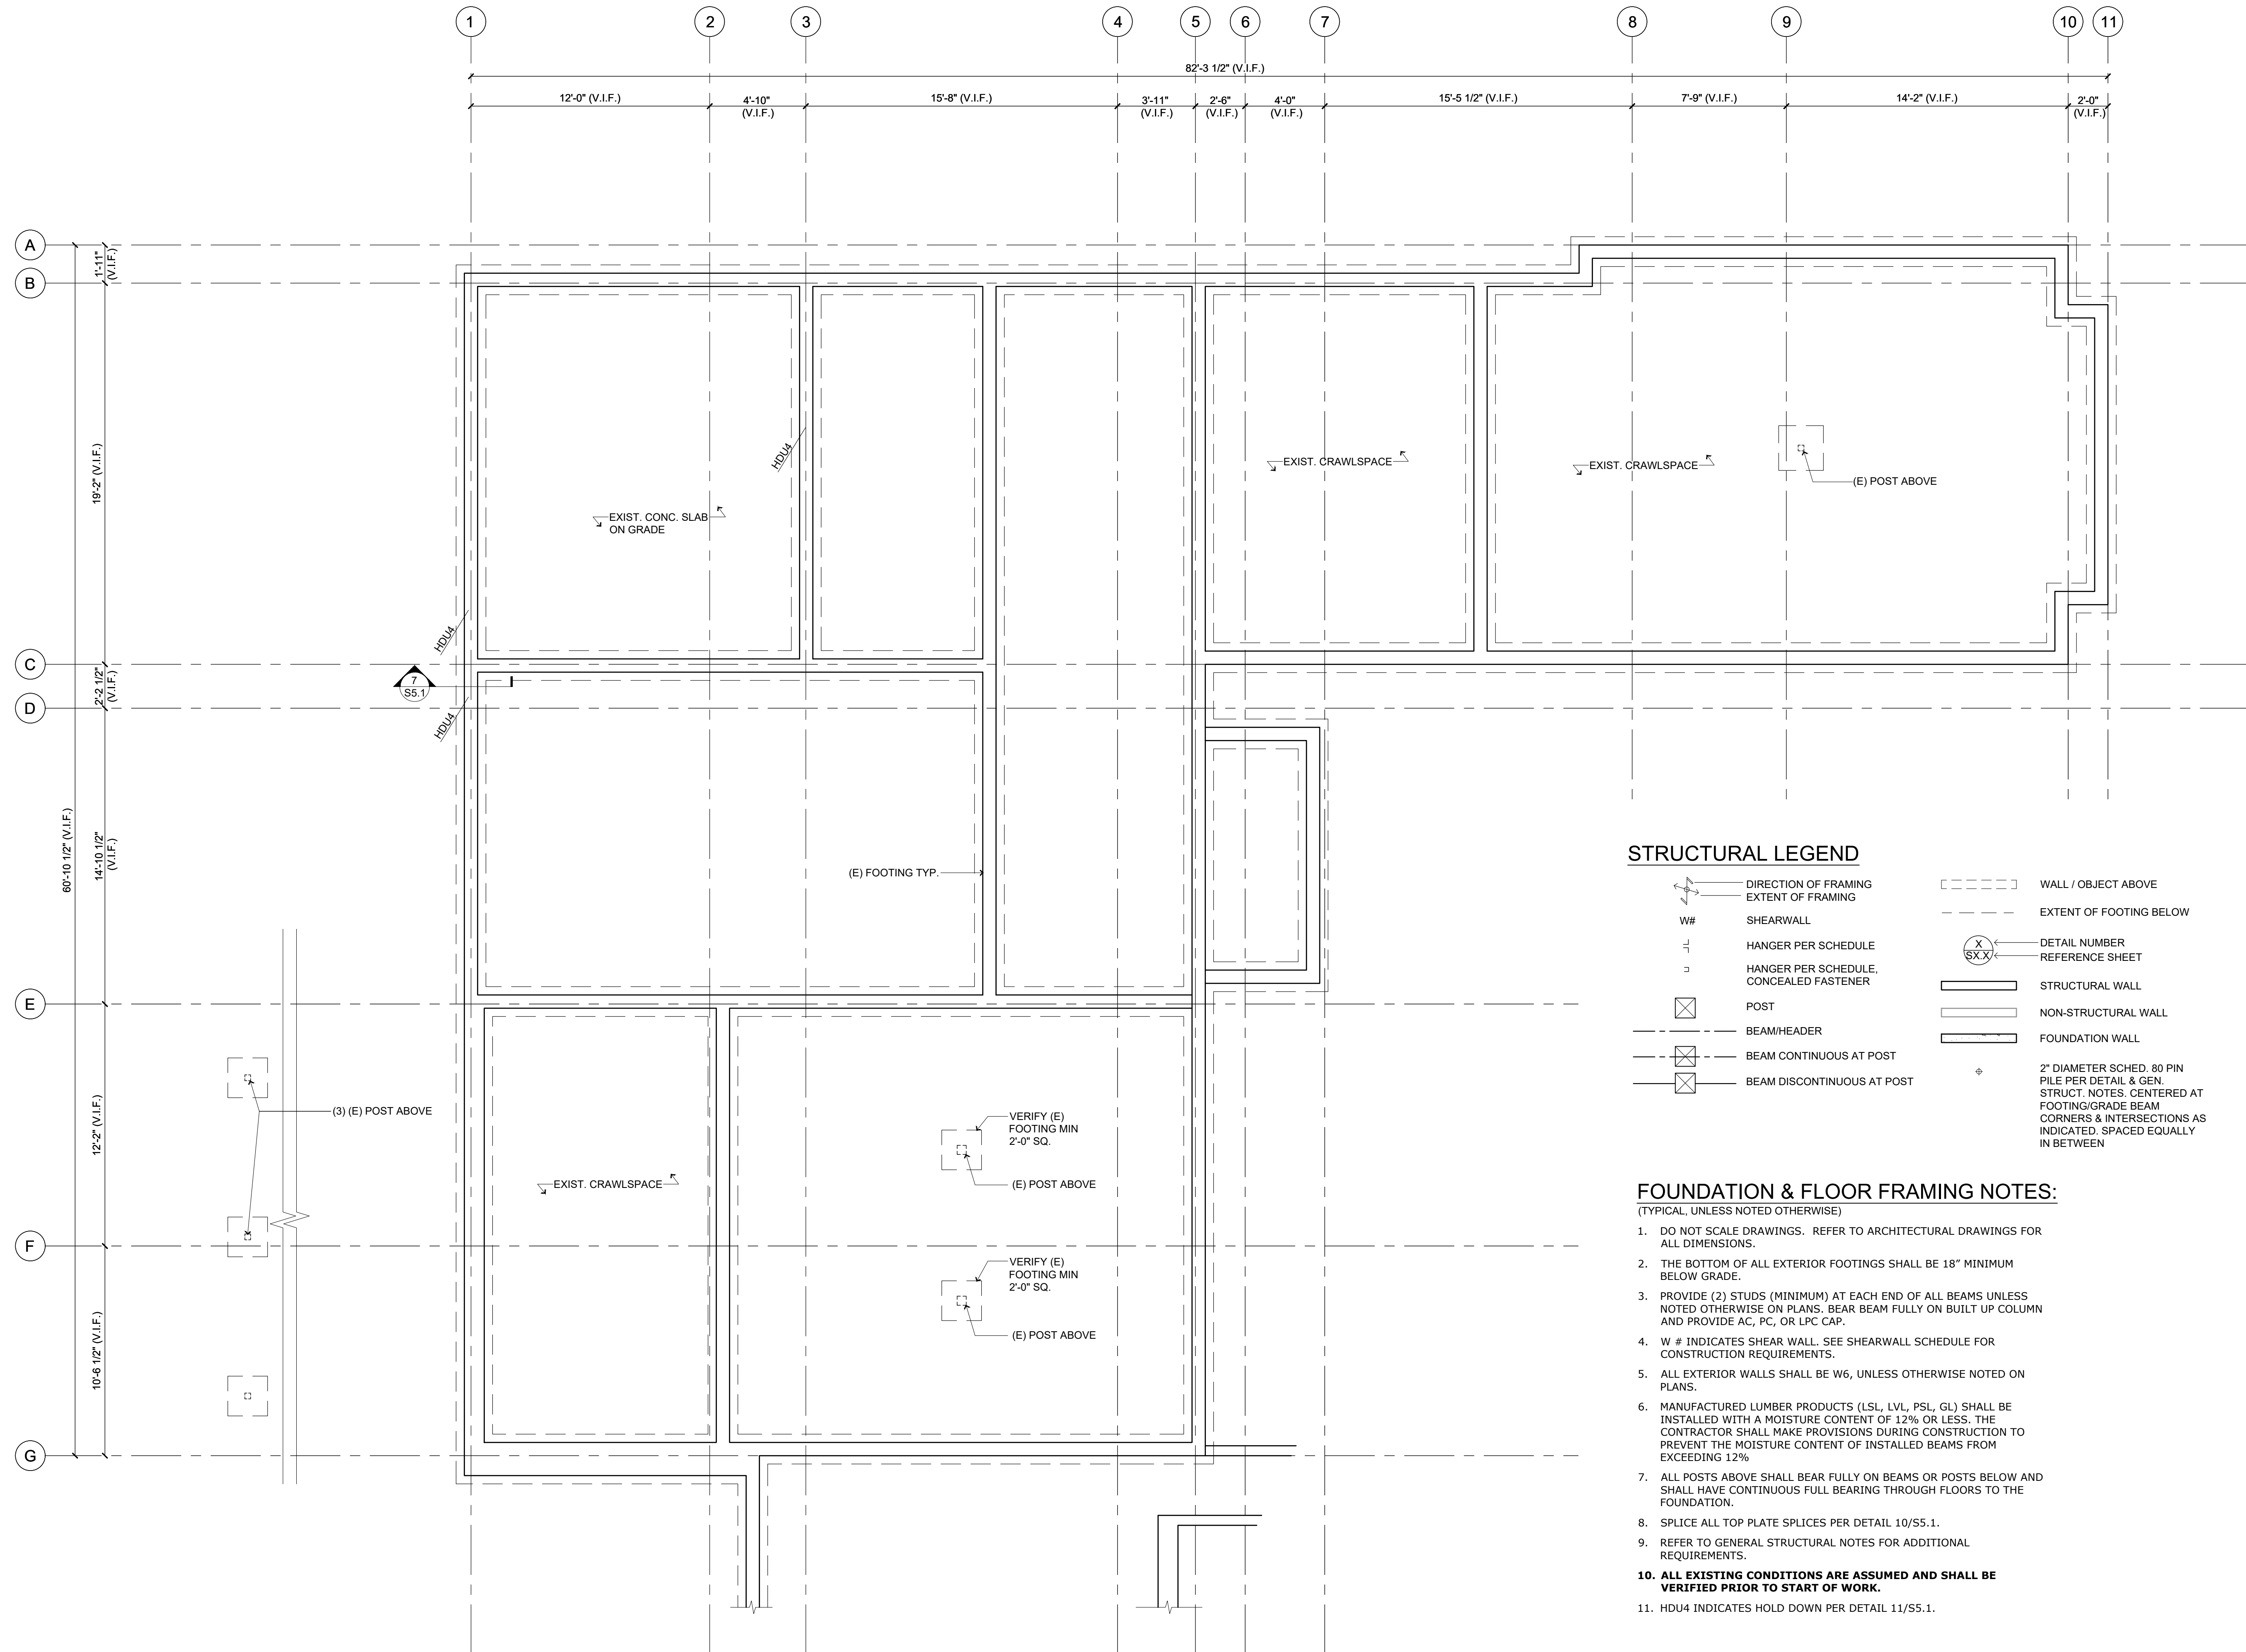 1 2 3 4 5 6 7 8 9 10 11
82'-3 1/2" (V.I.F.)
12'-0" (V.I.F.)
4'-10"
(V.I.F.)
15'-8" (V.I.F.)
3'-11"
(V.I.F.)
2'-6"
(V.I.F.)
4'-0"
(V.I.F.)
15'-5 1/2" (V.I.F.)
7'-9" (V.I.F.)
14'-2" (V.I.F.)
2'-0"
(V.I.F.)
A
1'-11"
(V.I.F.)
B
19'-2" (V.I.F.)
C
2'-2 1/2"
(V.I.F.)
D
14'-10 1/2"
(V.I.F.)
60'-10 1/2" (V.I.F.)
E
12'-2" (V.I.F.)
F
10'-6 1/2" (V.I.F.)
G
HDU4
HDU4
HDU4
7
S5.1
EXIST. CONC. SLAB
ON GRADE
EXIST. CRAWLSPACE
EXIST. CRAWLSPACE
(E) POST ABOVE
(E) FOOTING TYP.
(3) (E) POST ABOVE
EXIST. CRAWLSPACE
VERIFY (E)
FOOTING MIN
2'-0" SQ.
(E) POST ABOVE
VERIFY (E)
FOOTING MIN
2'-0" SQ.
(E) POST ABOVE
STRUCTURAL LEGEND
DIRECTION OF FRAMING
EXTENT OF FRAMING
W#
SHEARWALL
HANGER PER SCHEDULE
HANGER PER SCHEDULE,
CONCEALED FASTENER
POST
BEAM/HEADER
BEAM CONTINUOUS AT POST
BEAM DISCONTINUOUS AT POST
WALL / OBJECT ABOVE
EXTENT OF FOOTING BELOW
X
SX.X
DETAIL NUMBER
REFERENCE SHEET
STRUCTURAL WALL
NON-STRUCTURAL WALL
FOUNDATION WALL
2" DIAMETER SCHED. 80 PIN
PILE PER DETAIL & GEN.
STRUCT. NOTES. CENTERED AT
FOOTING/GRADE BEAM
CORNERS & INTERSECTIONS AS
INDICATED. SPACED EQUALLY
IN BETWEEN
FOUNDATION & FLOOR FRAMING NOTES:
(TYPICAL, UNLESS NOTED OTHERWISE)
1. DO NOT SCALE DRAWINGS. REFER TO ARCHITECTURAL DRAWINGS FOR
ALL DIMENSIONS.
2. THE BOTTOM OF ALL EXTERIOR FOOTINGS SHALL BE 18" MINIMUM
BELOW GRADE.
3. PROVIDE (2) STUDS (MINIMUM) AT EACH END OF ALL BEAMS UNLESS
NOTED OTHERWISE ON PLANS. BEAR BEAM FULLY ON BUILT UP COLUMN
AND PROVIDE AC, PC, OR LPC CAP.
4. W # INDICATES SHEAR WALL. SEE SHEARWALL SCHEDULE FOR
CONSTRUCTION REQUIREMENTS.
5. ALL EXTERIOR WALLS SHALL BE W6, UNLESS OTHERWISE NOTED ON
PLANS.
6. MANUFACTURED LUMBER PRODUCTS (LSL, LVL, PSL, GL) SHALL BE
INSTALLED WITH A MOISTURE CONTENT OF 12% OR LESS. THE
CONTRACTOR SHALL MAKE PROVISIONS DURING CONSTRUCTION TO
PREVENT THE MOISTURE CONTENT OF INSTALLED BEAMS FROM
EXCEEDING 12%
7. ALL POSTS ABOVE SHALL BEAR FULLY ON BEAMS OR POSTS BELOW AND
SHALL HAVE CONTINUOUS FULL BEARING THROUGH FLOORS TO THE
FOUNDATION.
8. SPLICE ALL TOP PLATE SPLICES PER DETAIL 10/S5.1.
9. REFER TO GENERAL STRUCTURAL NOTES FOR ADDITIONAL
REQUIREMENTS.
10. ALL EXISTING CONDITIONS ARE ASSUMED AND SHALL BE
VERIFIED PRIOR TO START OF WORK.
11. HDU4 INDICATES HOLD DOWN PER DETAIL 11/S5.1.